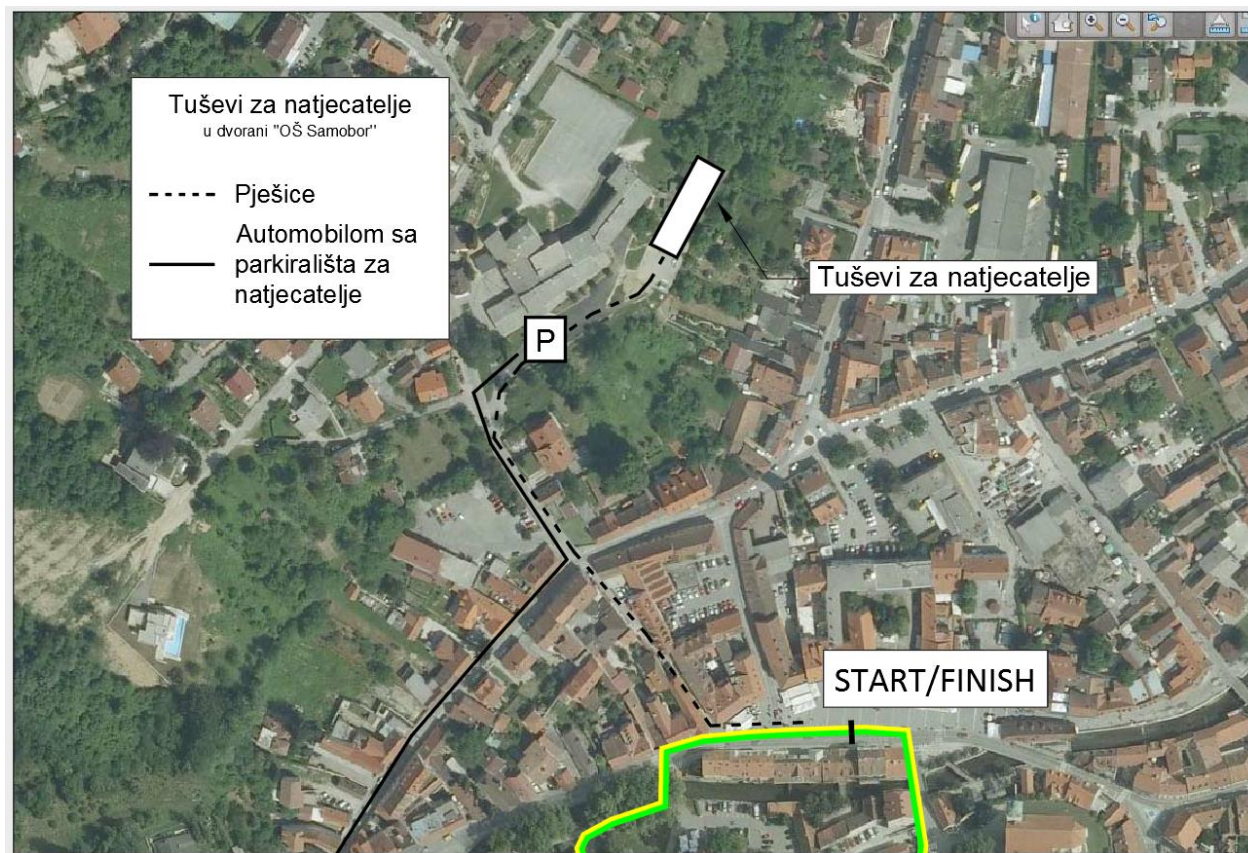 Tuševi za natjecatelje
u dvorani "OŠ Samobor"
Pješice
Automobilom sa
parkirališta za
natjecatelje
Tuševi za natjecatelje
P
START/FINISH